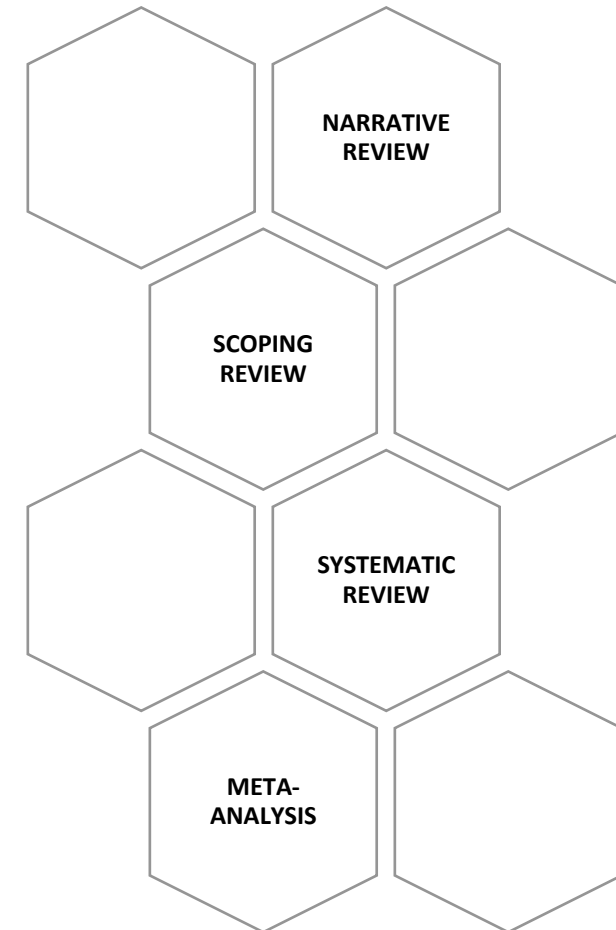 NARRATIVE
REVIEW
SCOPING
REVIEW
SYSTEMATIC
REVIEW
META-
ANALYSIS